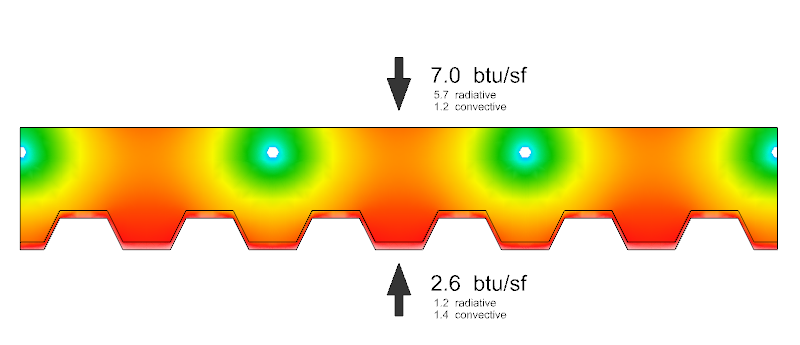 7.0 btu/sf
5.7 radiative
1.2 convective
2.6 btu/sf
1.2 radiative
1.4 convective